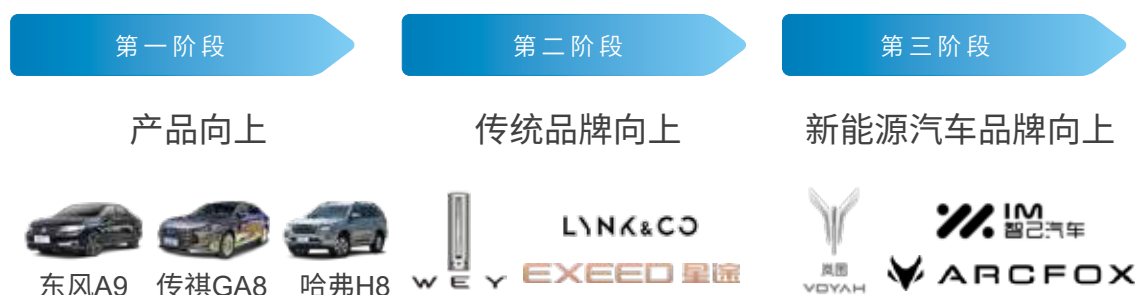 第一阶段
第二阶段
第三阶段
产品向上
传统品牌向上
新能源汽车品牌向上
东风A9
传祺GA8
哈弗H8
WEY
LYNK&CO
EXEED 星途
岚图
VOYAH
IM
智己汽车
ARCFOX